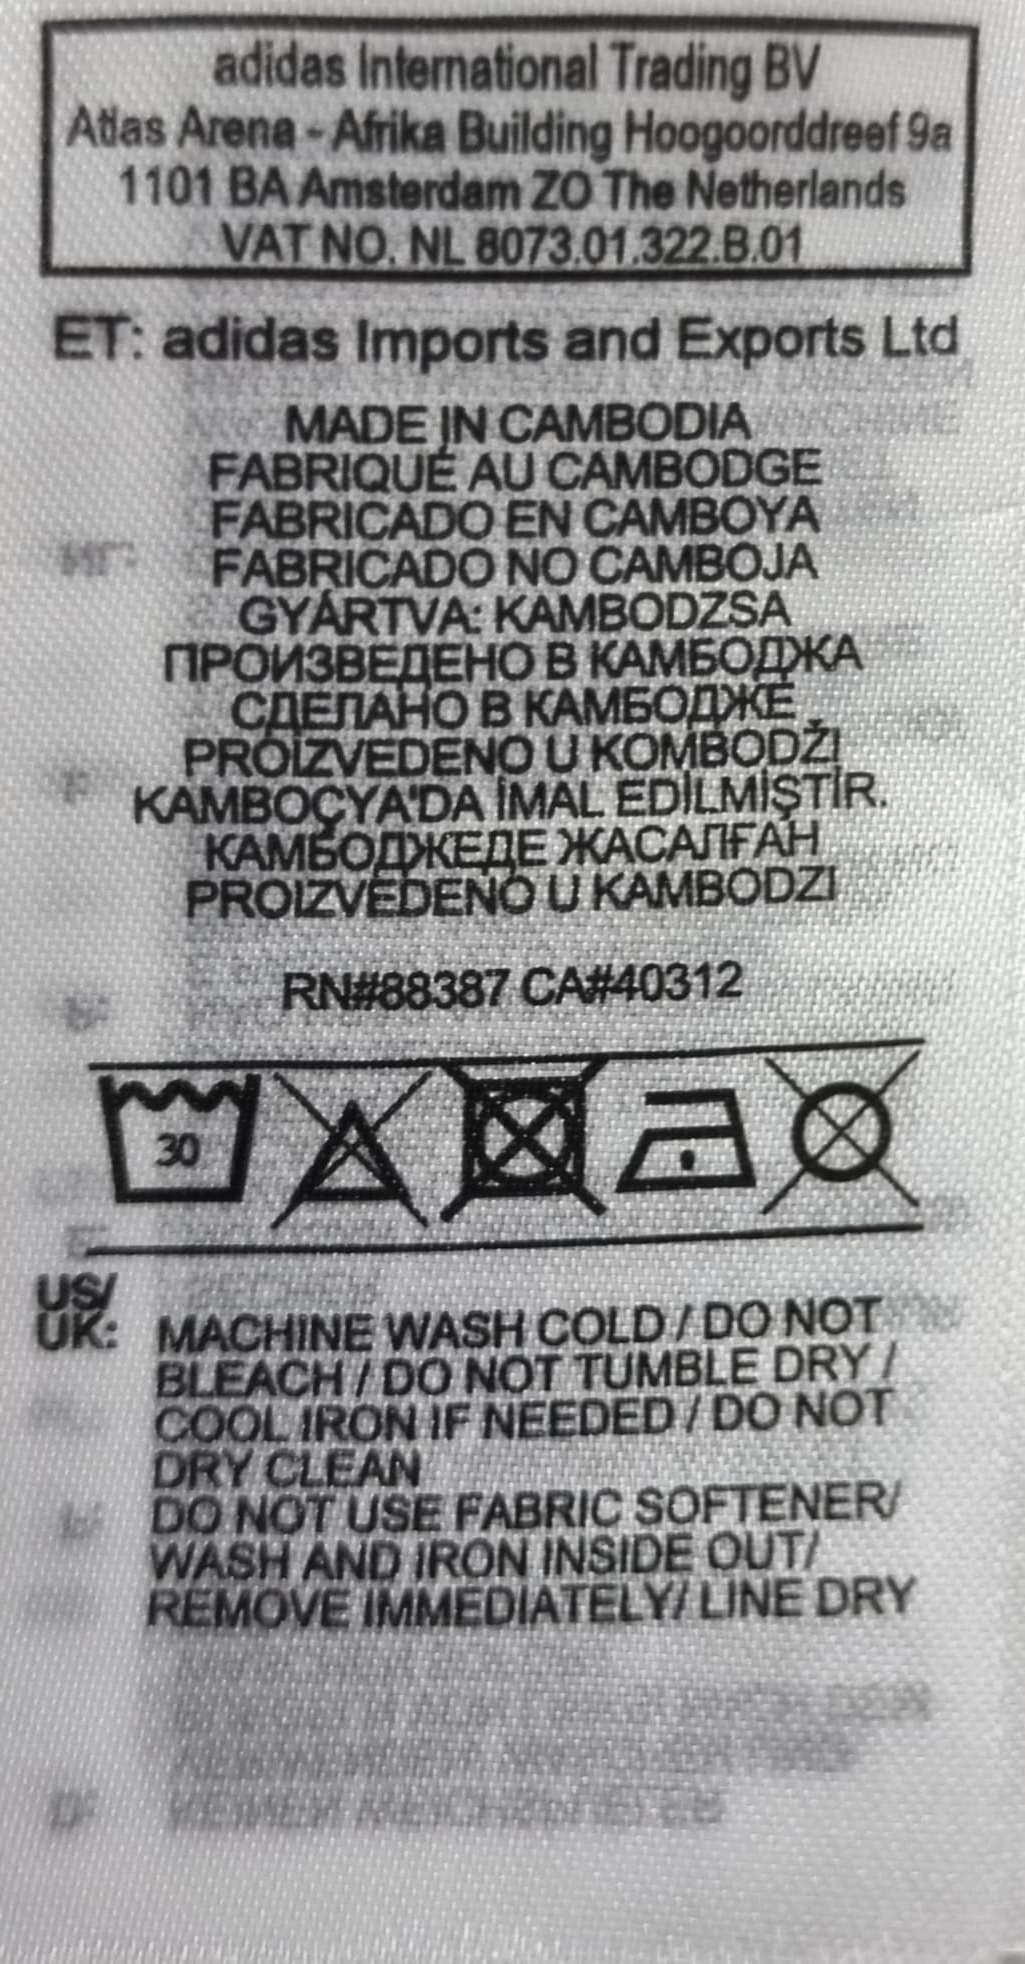 adidas International Trading BV
Atlas Arena - Afrika Building Hoogoorddreef 9a
1101 BA Amsterdam ZO The Netherlands
VAT NO. NL 8073.01.322.B.01
ET: adidas Imports and Exports Ltd
MADE IN CAMBODIA
FABRIQUÉ AU CAMBODGE
FABRICADO EN CAMBOYA
FABRICADO NO CAMBOJA
GYÁRTVA: KAMBODZSA
ПРОИЗВЕДЕНО В КАМБОДЖА
СДЕЛАНО В КАМБОДЖЕ
PROIZVEDENO U KOMBODŽI
KAMBOÇYA'DA İMAL EDİLMİŞTİR.
КАМБОДЖЕДЕ ЖАСАЛҒАН
PROIZVEDENO U KAMBODZI
RN#88387 CA#40312
30
US/
UK: MACHINE WASH COLD / DO NOT
BLEACH / DO NOT TUMBLE DRY /
COOL IRON IF NEEDED / DO NOT
DRY CLEAN
DO NOT USE FABRIC SOFTENER/
WASH AND IRON INSIDE OUT/
REMOVE IMMEDIATELY/ LINE DRY